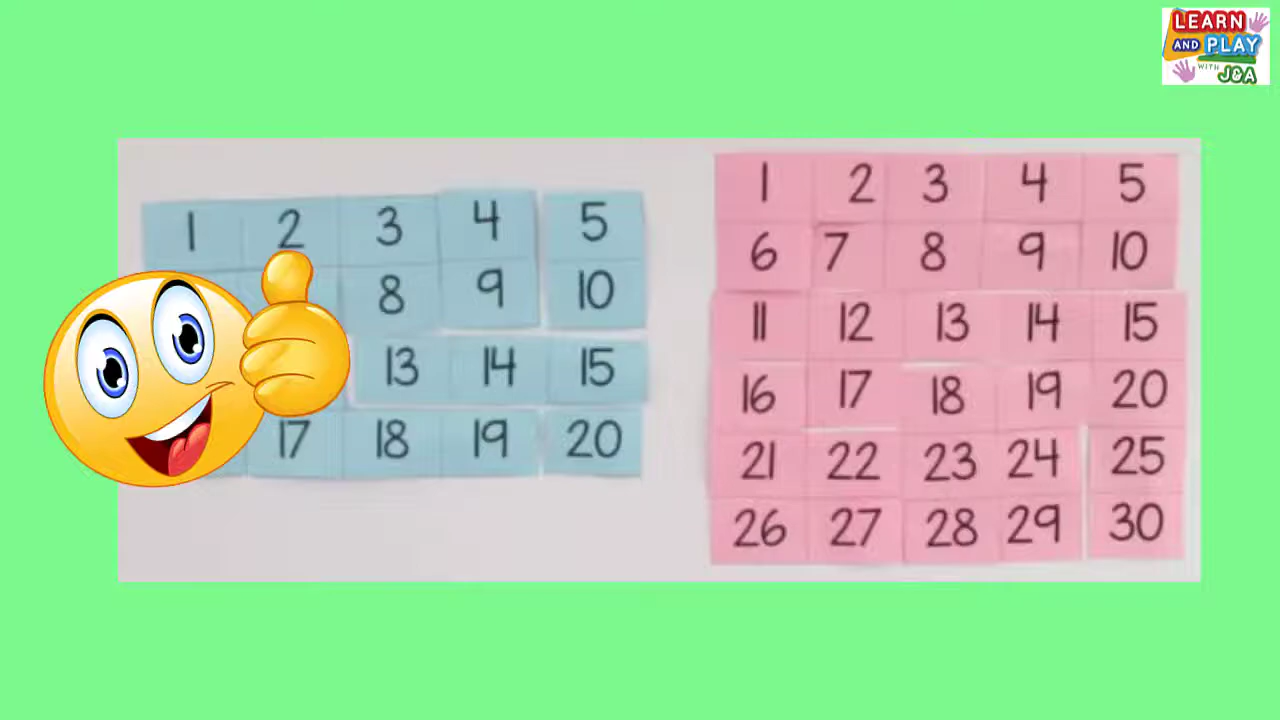 LEARN
AND PLAY
WITH
J&A
1 2 3 4 5
8 9 10
13 14 15
17 18 19 20
1 2 3 4 5
6 7 8 9 10
11 12 13 14 15
16 17 18 19 20
21 22 23 24 25
26 27 28 29 30